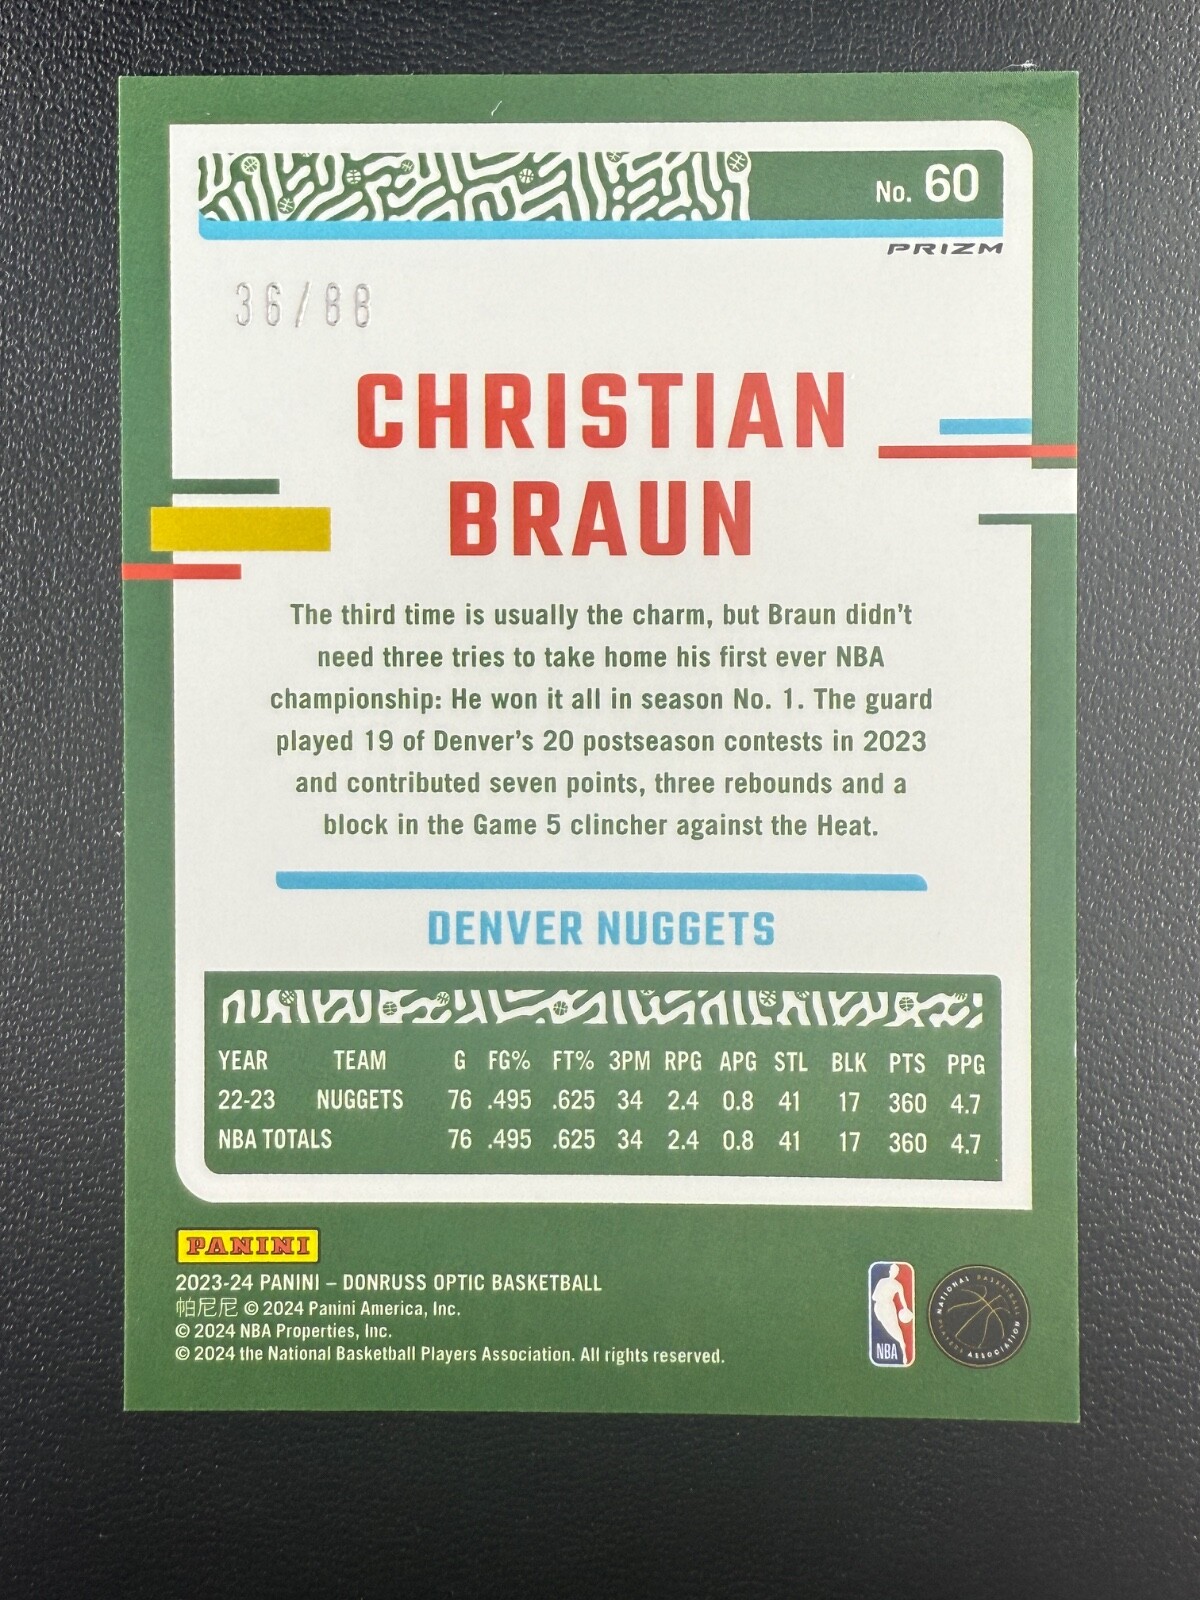 No. 60
PRIZM
36/88
CHRISTIAN
BRAUN
The third time is usually the charm, but Braun didn't
need three tries to take home his first ever NBA
championship: He won it all in season No. 1. The guard
played 19 of Denver's 20 postseason contests in 2023
and contributed seven points, three rebounds and a
block in the Game 5 clincher against the Heat.
DENVER NUGGETS
YEAR TEAM G FG% FT% 3PM RPG APG STL BLK PTS PPG
22-23 NUGGETS 76 .495 .625 34 2.4 0.8 41 17 360 4.7
NBA TOTALS 76 .495 .625 34 2.4 0.8 41 17 360 4.7
PANINI
2023-24 PANINI – DONRUSS OPTIC BASKETBALL
帕尼尼 © 2024 Panini America, Inc.
© 2024 NBA Properties, Inc.
© 2024 the National Basketball Players Association. All rights reserved.
NBA
NATIONAL BASKETBALL PLAYERS ASSOCIATION